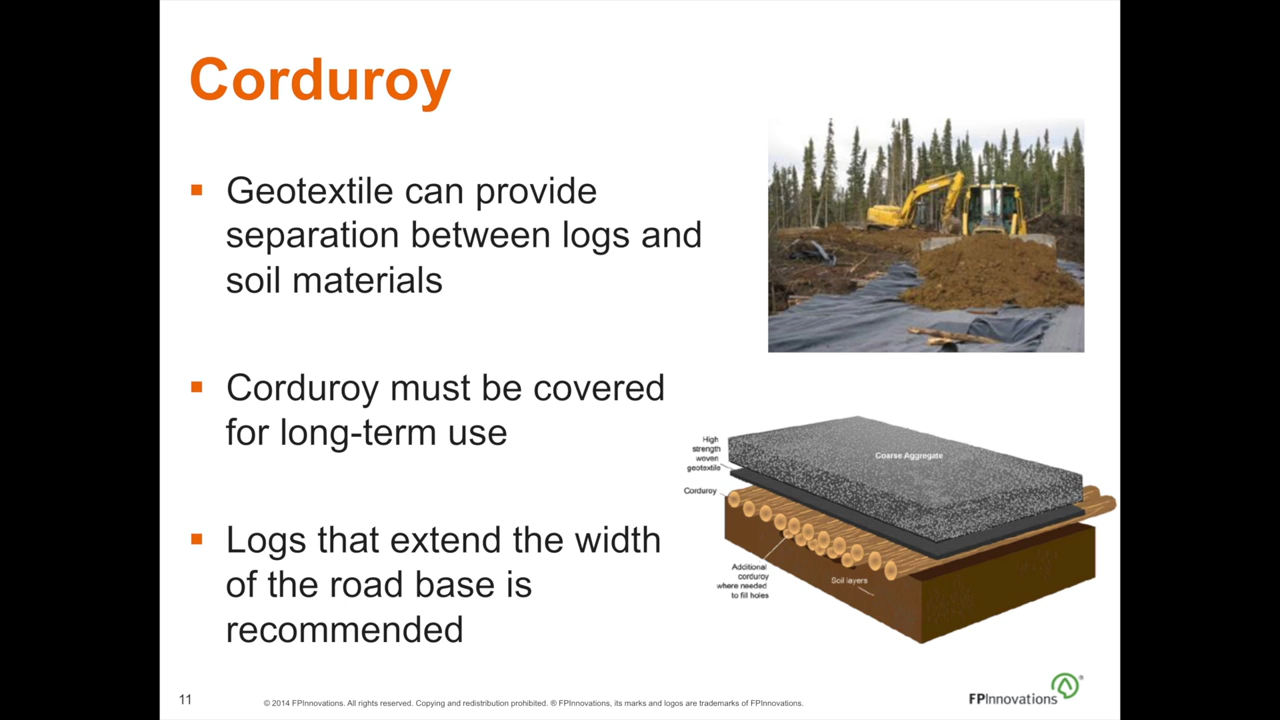 Corduroy
▪ Geotextile can provide
separation between logs and
soil materials
▪ Corduroy must be covered
for long-term use
▪ Logs that extend the width
of the road base is
recommended
High
strength
woven
geotextile
Coarse Aggregate
Corduroy
Additional
corduroy
where needed
to fill holes
Soil layers
11
© 2014 FPInnovations. All rights reserved. Copying and redistribution prohibited. ® FPInnovations, its marks and logos are trademarks of FPInnovations.
FPInnovations®